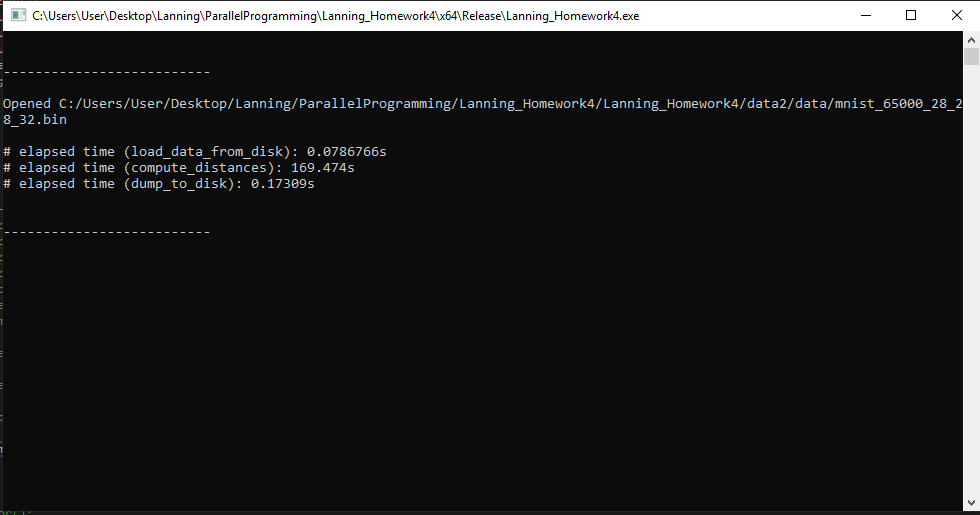 C:\Users\User\Desktop\Lanning\ParallelProgramming\Lanning_Homework4\x64\Release\Lanning_Homework4.exe
--------------------------
Opened C:/Users/User/Desktop/Lanning/ParallelProgramming/Lanning_Homework4/Lanning_Homework4/data2/data/mnist_65000_28_2
8_32.bin
# elapsed time (load_data_from_disk): 0.0786766s
# elapsed time (compute_distances): 169.474s
# elapsed time (dump_to_disk): 0.17309s
--------------------------